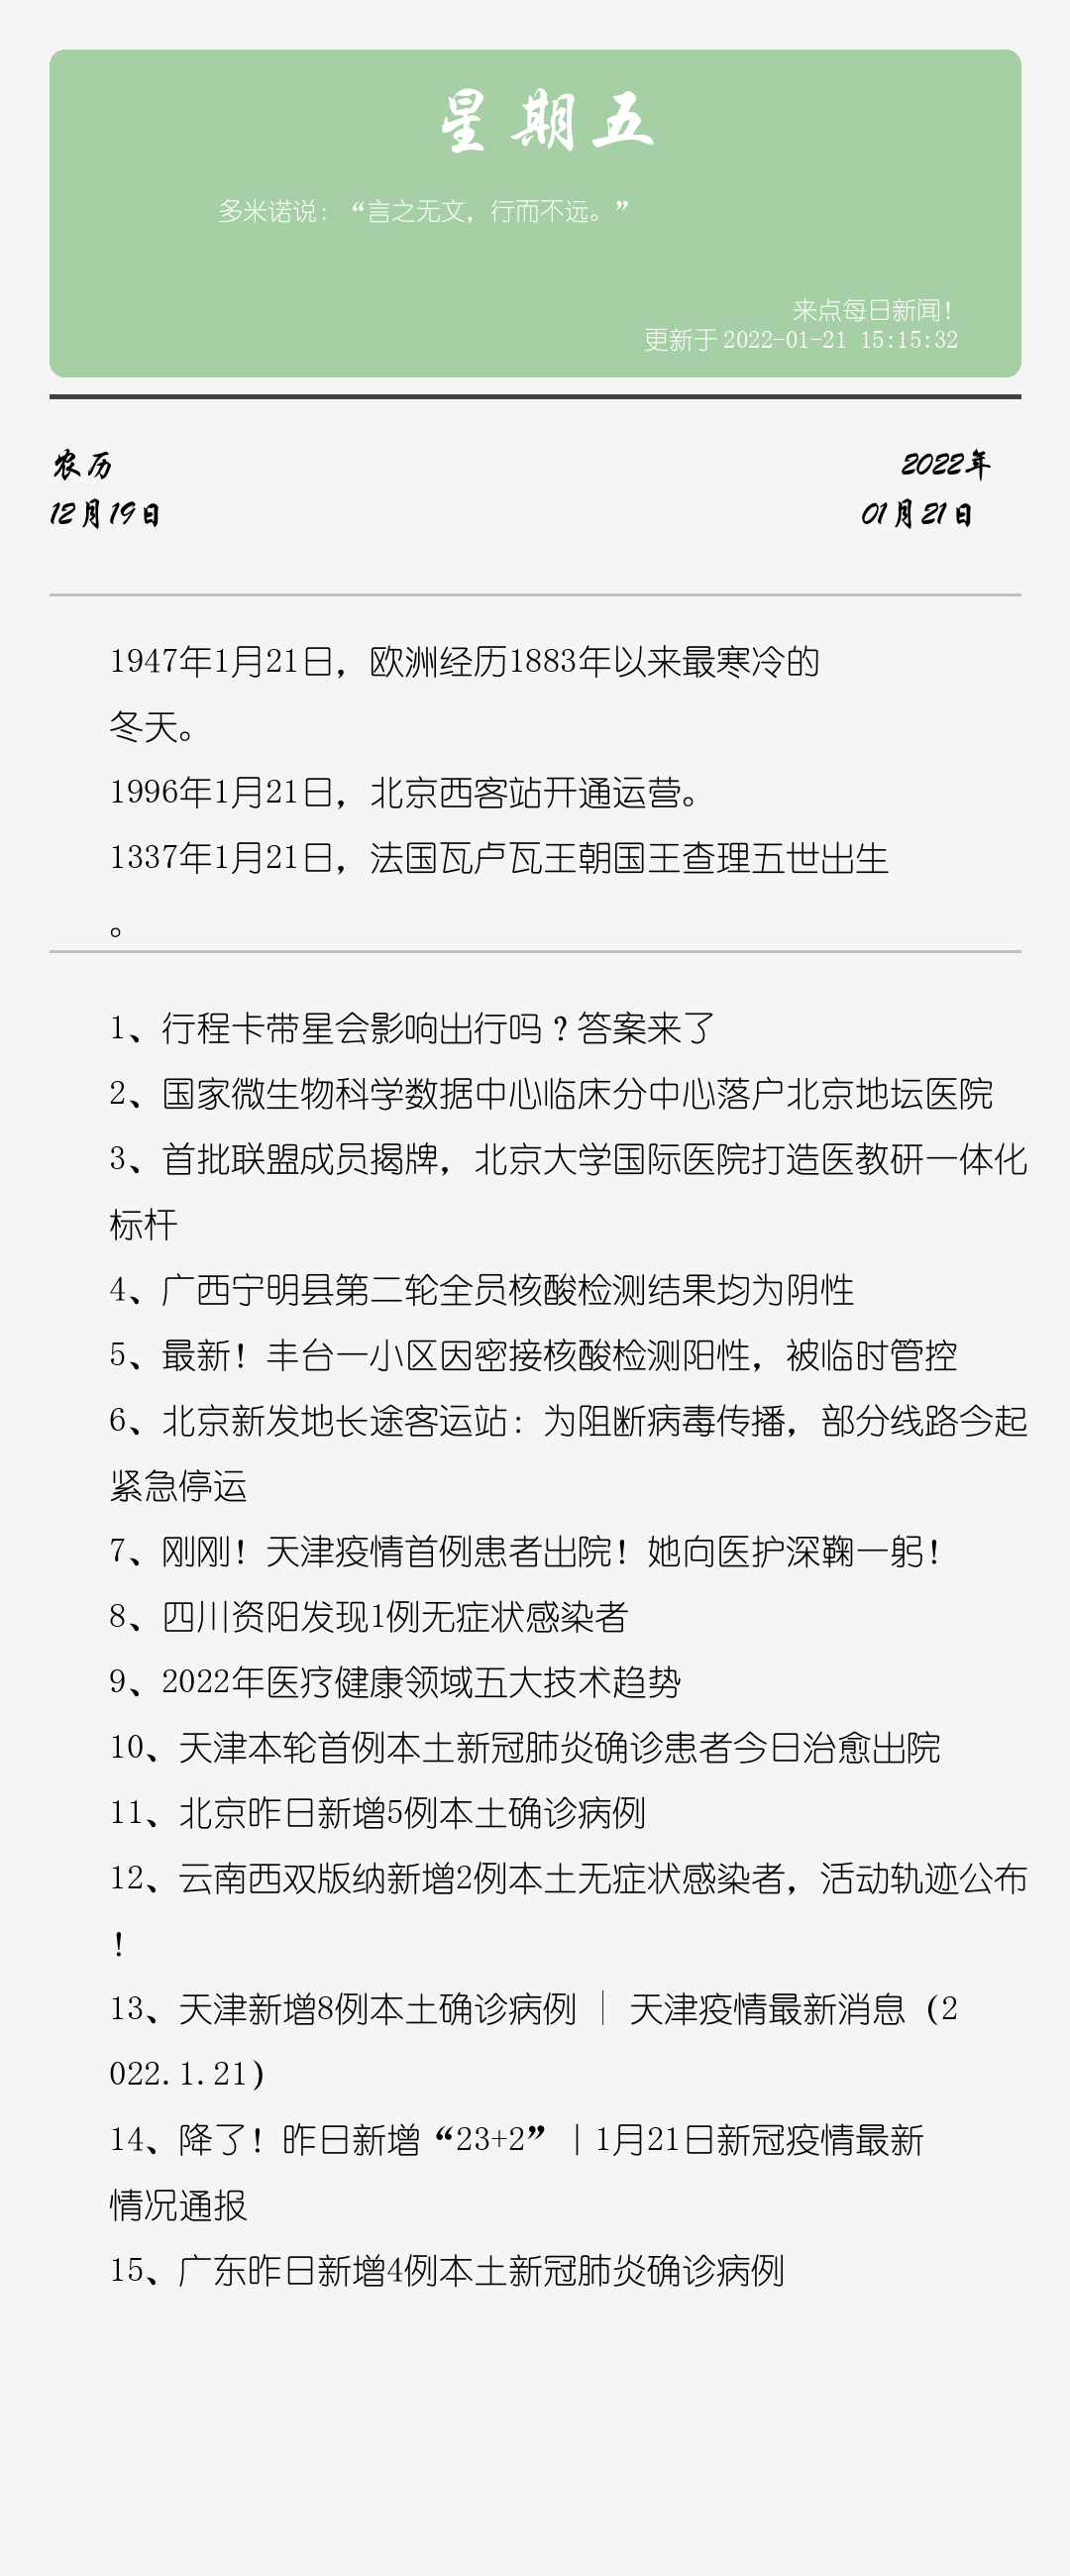 星期五
多米诺说：“言之无文，行而不远。”
来点每日新闻！
更新于 2022-01-21 15:15:32
农历
2022年
12月19日
01月21日
1947年1月21日，欧洲经历1883年以来最寒冷的
冬天。
1996年1月21日，北京西客站开通运营。
1337年1月21日，法国瓦卢瓦王朝国王查理五世出生
。
1、行程卡带星会影响出行吗？答案来了
2、国家微生物科学数据中心临床分中心落户北京地坛医院
3、首批联盟成员揭牌，北京大学国际医院打造医教研一体化
标杆
4、广西宁明县第二轮全员核酸检测结果均为阴性
5、最新！丰台一小区因密接核酸检测阳性，被临时管控
6、北京新发地长途客运站：为阻断病毒传播，部分线路今起
紧急停运
7、刚刚！天津疫情首例患者出院！她向医护深鞠一躬！
8、四川资阳发现1例无症状感染者
9、2022年医疗健康领域五大技术趋势
10、天津本轮首例本土新冠肺炎确诊患者今日治愈出院
11、北京昨日新增5例本土确诊病例
12、云南西双版纳新增2例本土无症状感染者，活动轨迹公布
！
13、天津新增8例本土确诊病例 │ 天津疫情最新消息（2
022.1.21）
14、降了！昨日新增“23+2”｜1月21日新冠疫情最新
情况通报
15、广东昨日新增4例本土新冠肺炎确诊病例